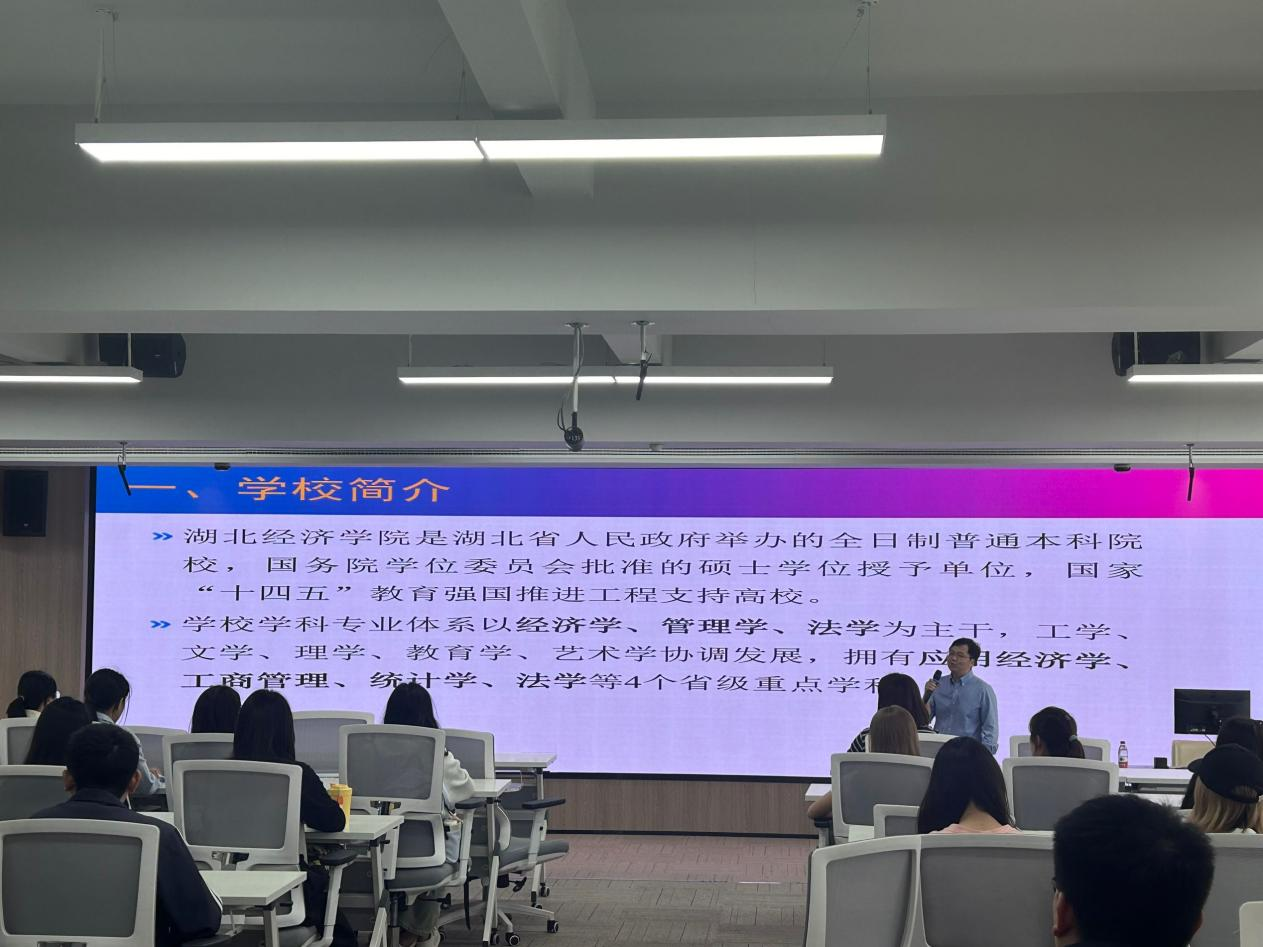 一、学校简介
湖北经济学院是湖北省人民政府举办的全日制普通本科院
校，国务院学位委员会批准的硕士学位授予单位，国家
“十四五”教育强国推进工程支持高校。
学校学科专业体系以经济学、管理学、法学为主干，工学、
文学、理学、教育学、艺术学协调发展，拥有应用经济学、
工商管理、统计学、法学等4个省级重点学科